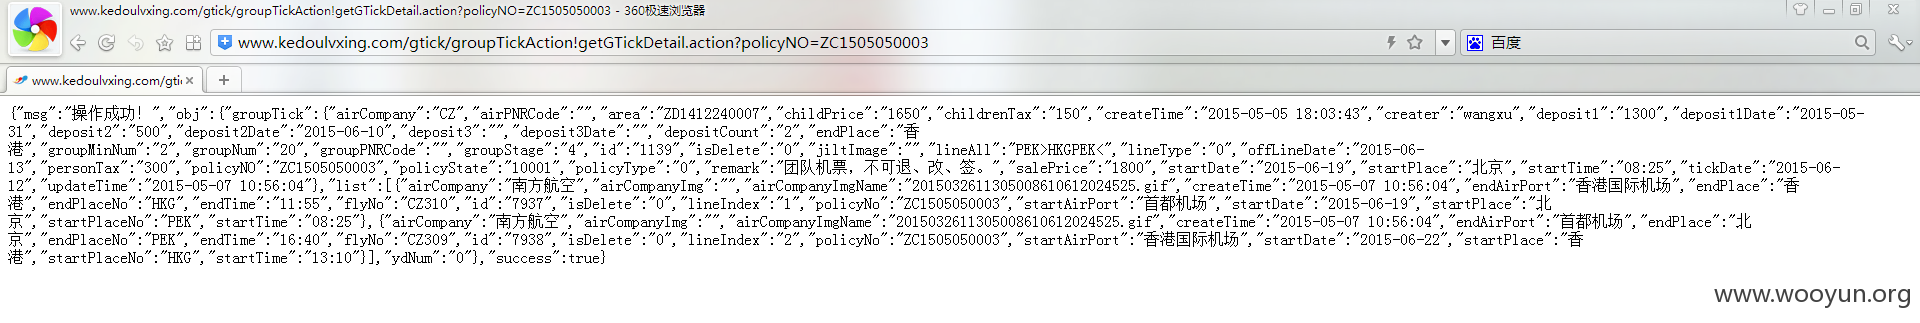 www.kedoulvxing.com/gtick/groupTickAction!getGTickDetail.action?policyNO=ZC1505050003 - 360极速浏览器
www.kedoulvxing.com/gtick/groupTickAction!getGTickDetail.action?policyNO=ZC1505050003
百度
www.kedoulvxing.com/gti
{"msg":"操作成功! ","obj":{"groupTick":{"airCompany":"CZ","airPNRCode":"","area":"ZD1412240007","childPrice":"1650","childrenTax":"150","createTime":"2015-05-05 18:03:43","creater":"wangxu","deposit1":"1300","deposit1Date":"2015-05-
31","deposit2":"500","deposit2Date":"2015-06-10","deposit3":"","deposit3Date":"","depositCount":"2","endPlace":"香
港","groupMinNum":"2","groupNum":"20","groupPNRCode":"","groupStage":"4","id":"1139","isDelete":"0","jiltImage":"","lineAll":"PEK>HKGPEK<","lineType":"0","offLineDate":"2015-06-
13","personTax":"300","policyNO":"ZC1505050003","policyState":"10001","policyType":"0","remark":"团队机票，不可退、改、签。","salePrice":"1800","startDate":"2015-06-19","startPlace":"北京","startTime":"08:25","tickDate":"2015-06-
12","updateTime":"2015-05-07 10:56:04"},"list":[{"airCompany":"南方航空","airCompanyImg":"","airCompanyImgName":"20150326113050086106120​24525.gif","createTime":"2015-05-07 10:56:04","endAirPort":"香港国际机场","endPlace":"香
港","endPlaceNo":"HKG","endTime":"11:55","flyNo":"CZ310","id":"7937","isDelete":"0","lineIndex":"1","policyNo":"ZC1505050003","startAirPort":"首都机场","startDate":"2015-06-19","startPlace":"北
京","startPlaceNo":"PEK","startTime":"08:25"},{"airCompany":"南方航空","airCompanyImg":"","airCompanyImgName":"2015032611305008610612024525.gif","createTime":"2015-05-07 10:56:04","endAirPort":"首都机场","endPlace":"北
京","endPlaceNo":"PEK","endTime":"16:40","flyNo":"CZ309","id":"7938","isDelete":"0","lineIndex":"2","policyNo":"ZC1505050003","startAirPort":"香港国际机场","startDate":"2015-06-22","startPlace":"香
港","startPlaceNo":"HKG","startTime":"13:10"}],"ydNum":"0"},"success":true}
www.wooyun.org